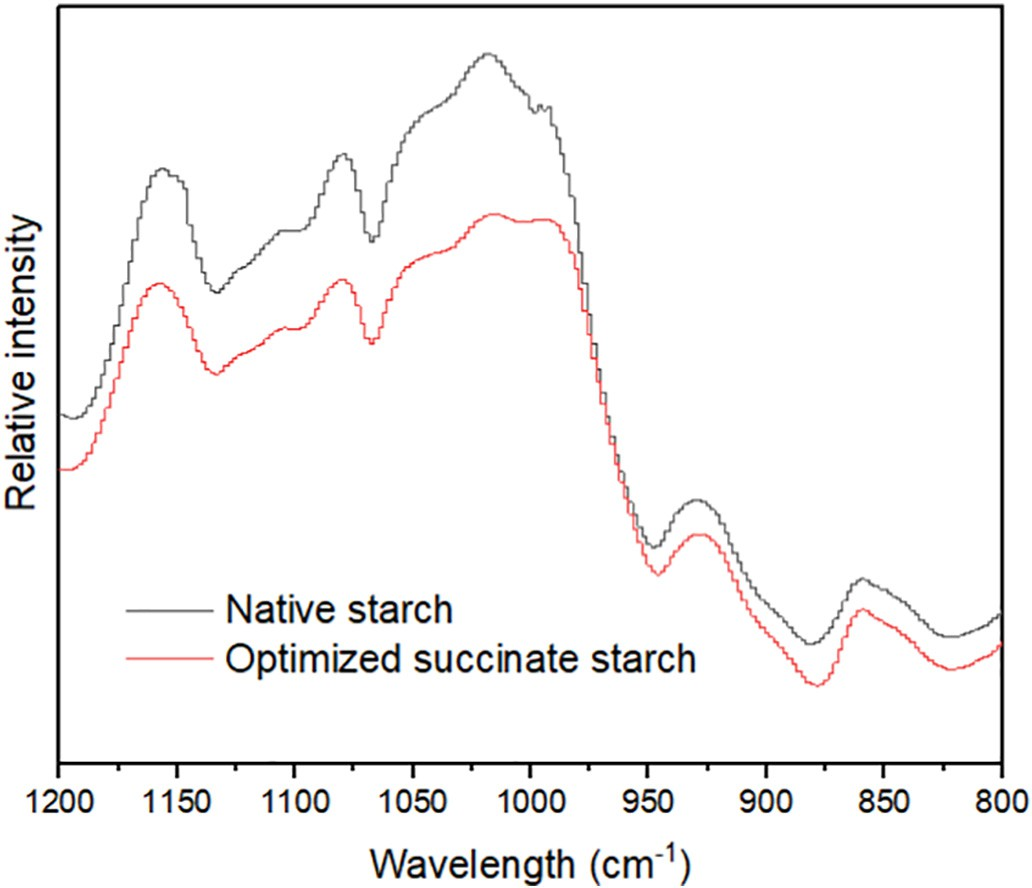 Relative intensity
Native starch
Optimized succinate starch
1200 1150 1100 1050 1000 950 900 850 800
Wavelength (cm⁻¹)